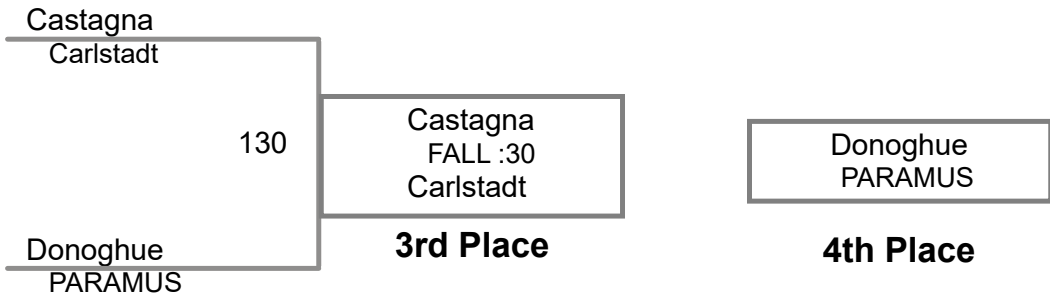 Castagna
Carlstadt
130
Donoghue
PARAMUS
Castagna
FALL :30
Carlstadt
3rd Place
Donoghue
PARAMUS
4th Place